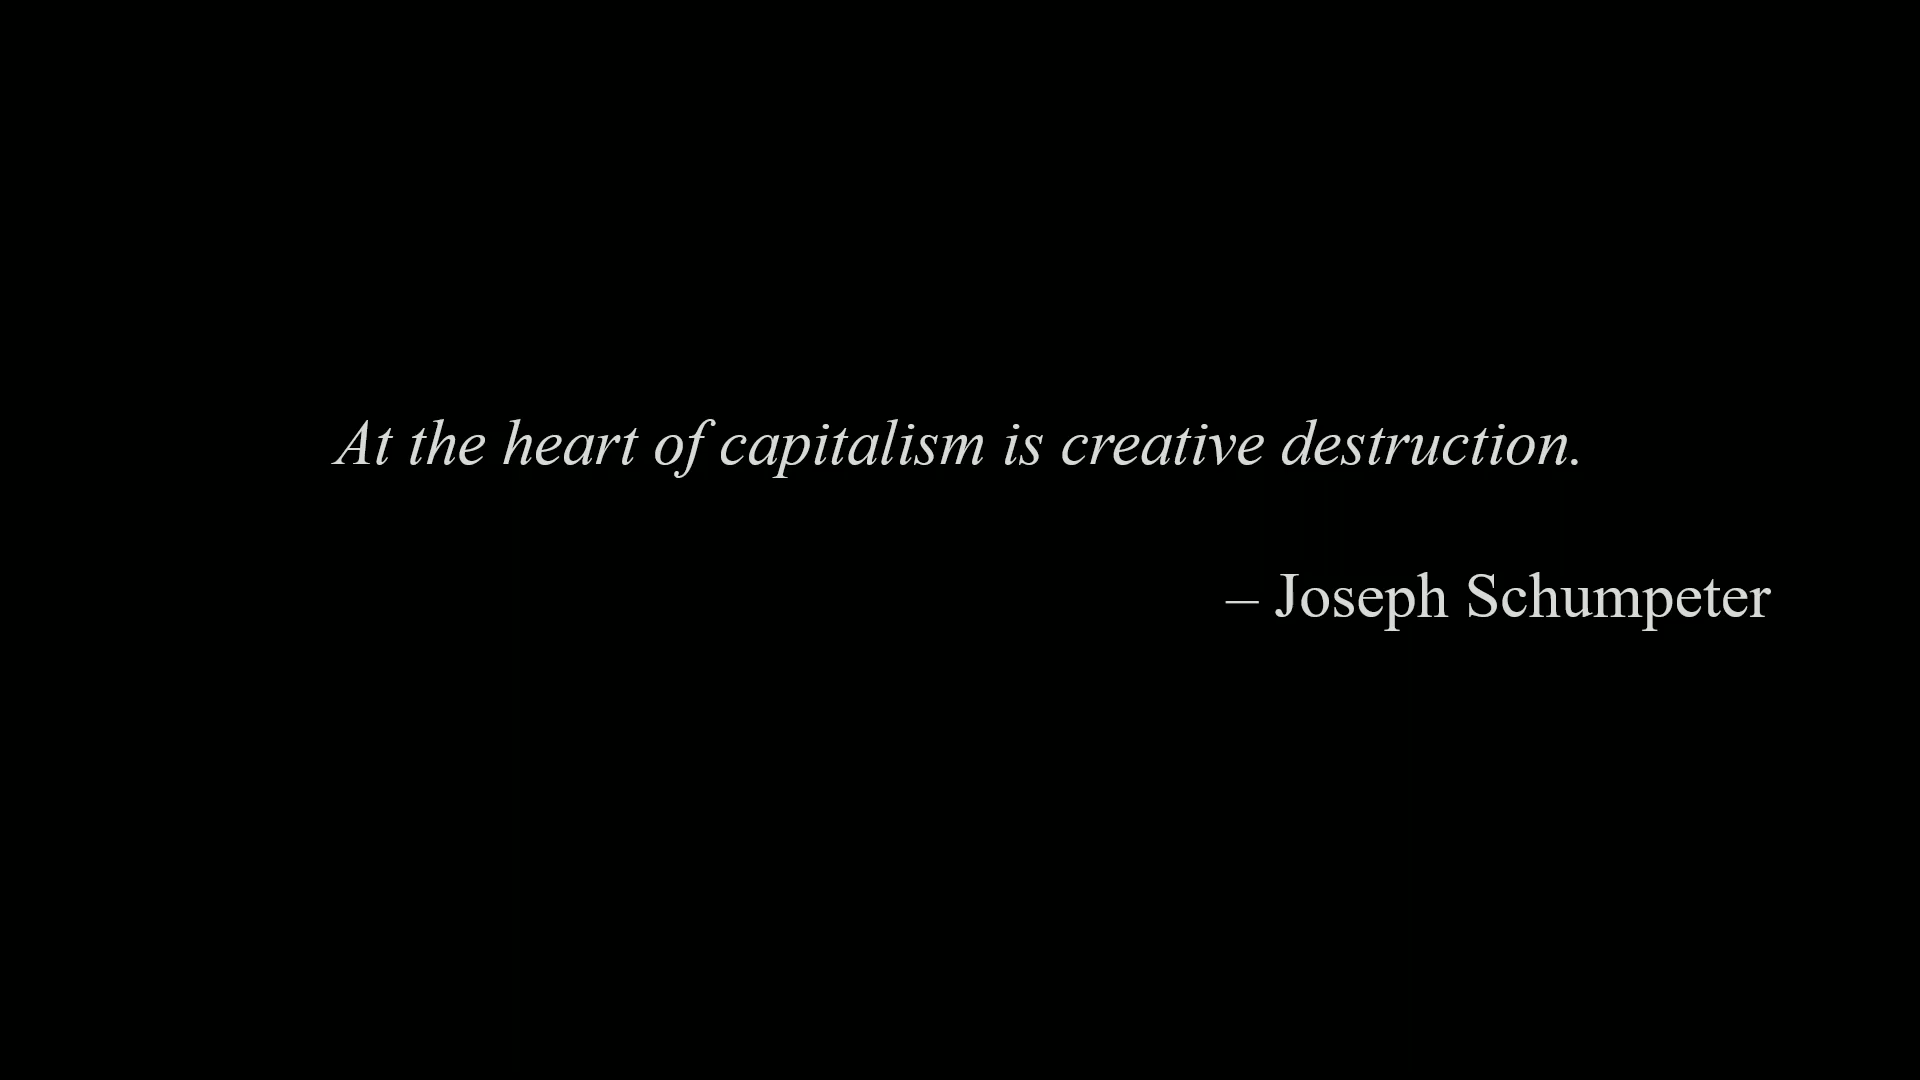 At the heart of capitalism is creative destruction.
– Joseph Schumpeter